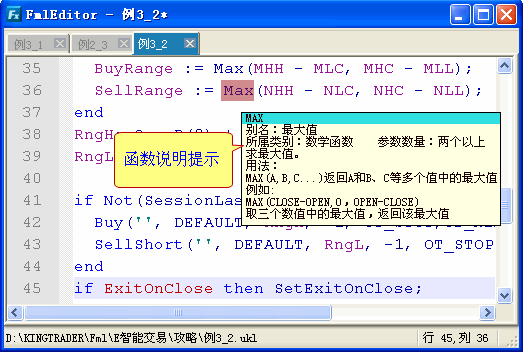 FmlEditor - 例3_2*
例3_1
例2_3
例3_2
35 BuyRange := Max(MHH - MLC, MHC - MLL);
36 SellRange := Max(NHH - NLC, NHC - NLL);
37 end
38 RngH
39 RngL
MAX
别名：最大值
所属类别：数学函数 参数数量：两个以上
求最大值。
用法：
MAX(A,B,C...)返回A和B、C等多个值中的最大值
例如:
MAX(CLOSE-OPEN,0，OPEN-CLOSE)
取三个数值中的最大值，返回该最大值
函数说明提示
40
41 if Not(SessionLas
42 Buy('', DEFAULT,
43 SellShort('', DEFAULT, RngL, -1, OT_STOP
44 end
45 if ExitOnClose then SetExitOnClose;
D:\KINGTRADER\Fml\E智能交易\攻略\例3_2.ukl
行 45,列 36